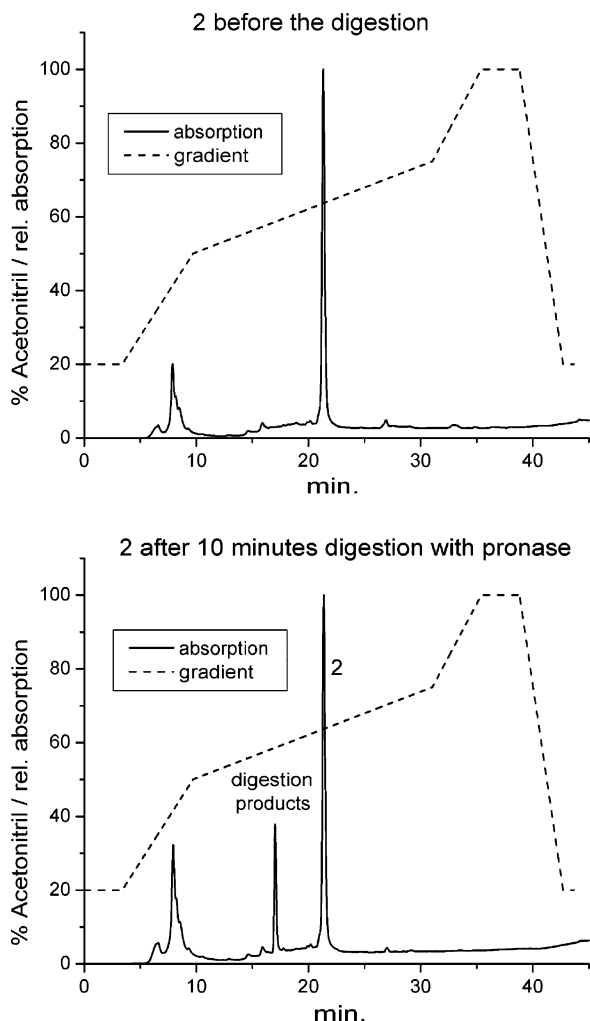 2 before the digestion
% Acetonitril / rel. absorption
100
80
60
40
20
0
absorption
gradient
0 10 20 30 40
min.
2 after 10 minutes digestion with pronase
% Acetonitril / rel. absorption
100
80
60
40
20
0
absorption
gradient
2
digestion
products
0 10 20 30 40
min.